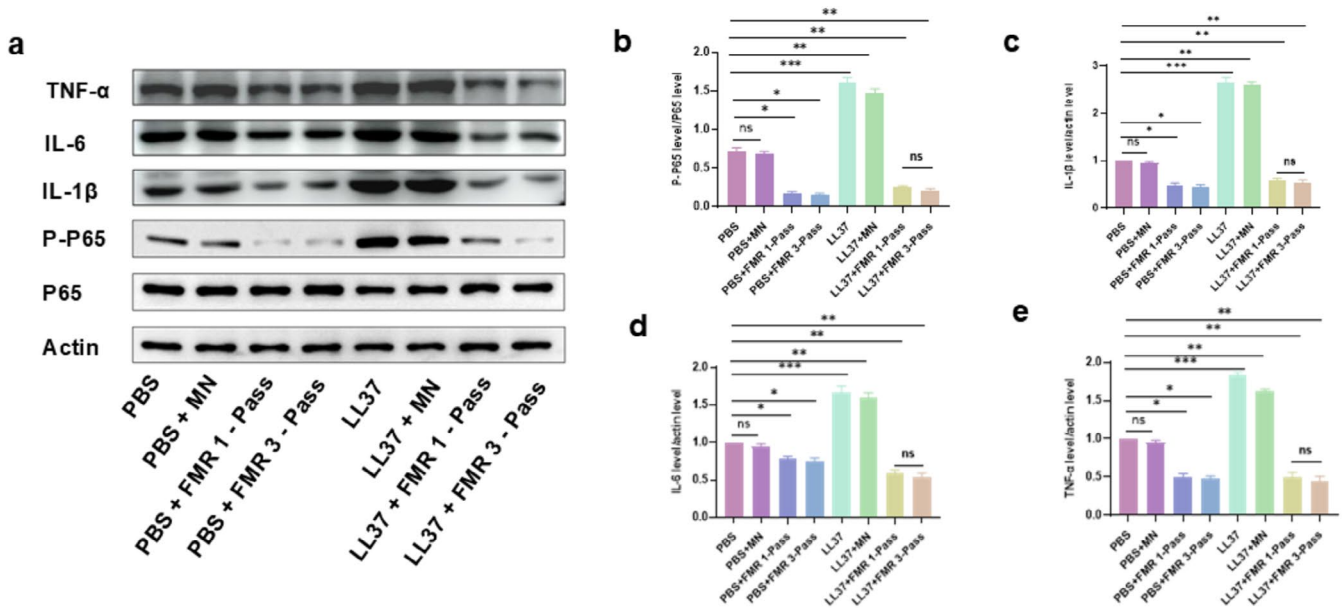 a
TNF-α
IL-6
IL-1β
P-P65
P65
Actin
PBS
PBS + MN
PBS + FMR 1 - Pass
PBS + FMR 3 - Pass
LL37
LL37 + MN
LL37 + FMR 1 - Pass
LL37 + FMR 3 - Pass
b
**
**
**
***
*
*
ns
ns
P-P65 level/P65 level
2.0
1.5
1.0
0.5
0.0
PBS
PBS+MN
PBS+FMR 1-Pass
PBS+FMR 3-Pass
LL37
LL37+MN
LL37+FMR 1-Pass
LL37+FMR 3-Pass
c
**
**
**
***
*
*
ns
ns
IL-1β level/actin level
3
2
1
0
PBS
PBS+MN
PBS+FMR 1-Pass
PBS+FMR 3-Pass
LL37
LL37+MN
LL37+FMR 1-Pass
LL37+FMR 3-Pass
d
**
**
**
***
*
*
ns
ns
IL-6 level/actin level
2.0
1.5
1.0
0.5
0.0
PBS
PBS+MN
PBS+FMR 1-Pass
PBS+FMR 3-Pass
LL37
LL37+MN
LL37+FMR 1-Pass
LL37+FMR 3-Pass
e
**
**
**
***
*
*
ns
ns
TNF-α level/actin level
2.0
1.5
1.0
0.5
0.0
PBS
PBS+MN
PBS+FMR 1-Pass
PBS+FMR 3-Pass
LL37
LL37+MN
LL37+FMR 1-Pass
LL37+FMR 3-Pass